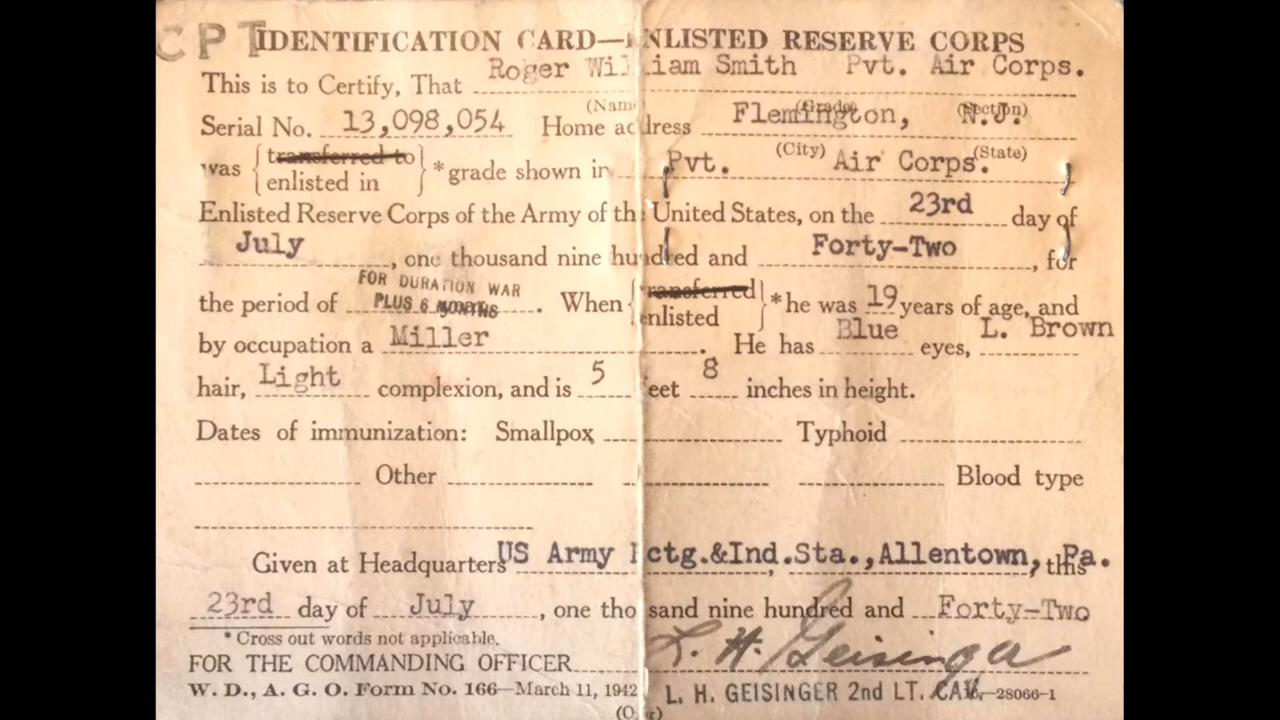 CPT IDENTIFICATION CARD—ENLISTED RESERVE CORPS
This is to Certify, That Roger William Smith Pvt. Air Corps.
(Name) (Grade) (Section)
Serial No. 13,098,054 Home address Flemington, N.J.
(City) (State)
was { transferred to enlisted in } * grade shown in Pvt. Air Corps.
Enlisted Reserve Corps of the Army of the United States, on the 23rd day of
July, one thousand nine hundred and Forty-Two, for
the period of FOR DURATION WAR PLUS 6 MONTHS. When { transferred enlisted } * he was 19 years of age, and
by occupation a Miller. He has Blue eyes, L. Brown
hair, Light complexion, and is 5 feet 8 inches in height.
Dates of immunization: Smallpox Typhoid
Other Blood type
Given at Headquarters US Army Rctg.&Ind.Sta.,Allentown, Pa. this
23rd day of July, one thousand nine hundred and Forty-Two
* Cross out words not applicable.
L. H. Geisinger
FOR THE COMMANDING OFFICER
W. D., A. G. O. Form No. 166—March 11, 1942 L. H. GEISINGER 2nd LT. CAV. —28066-1